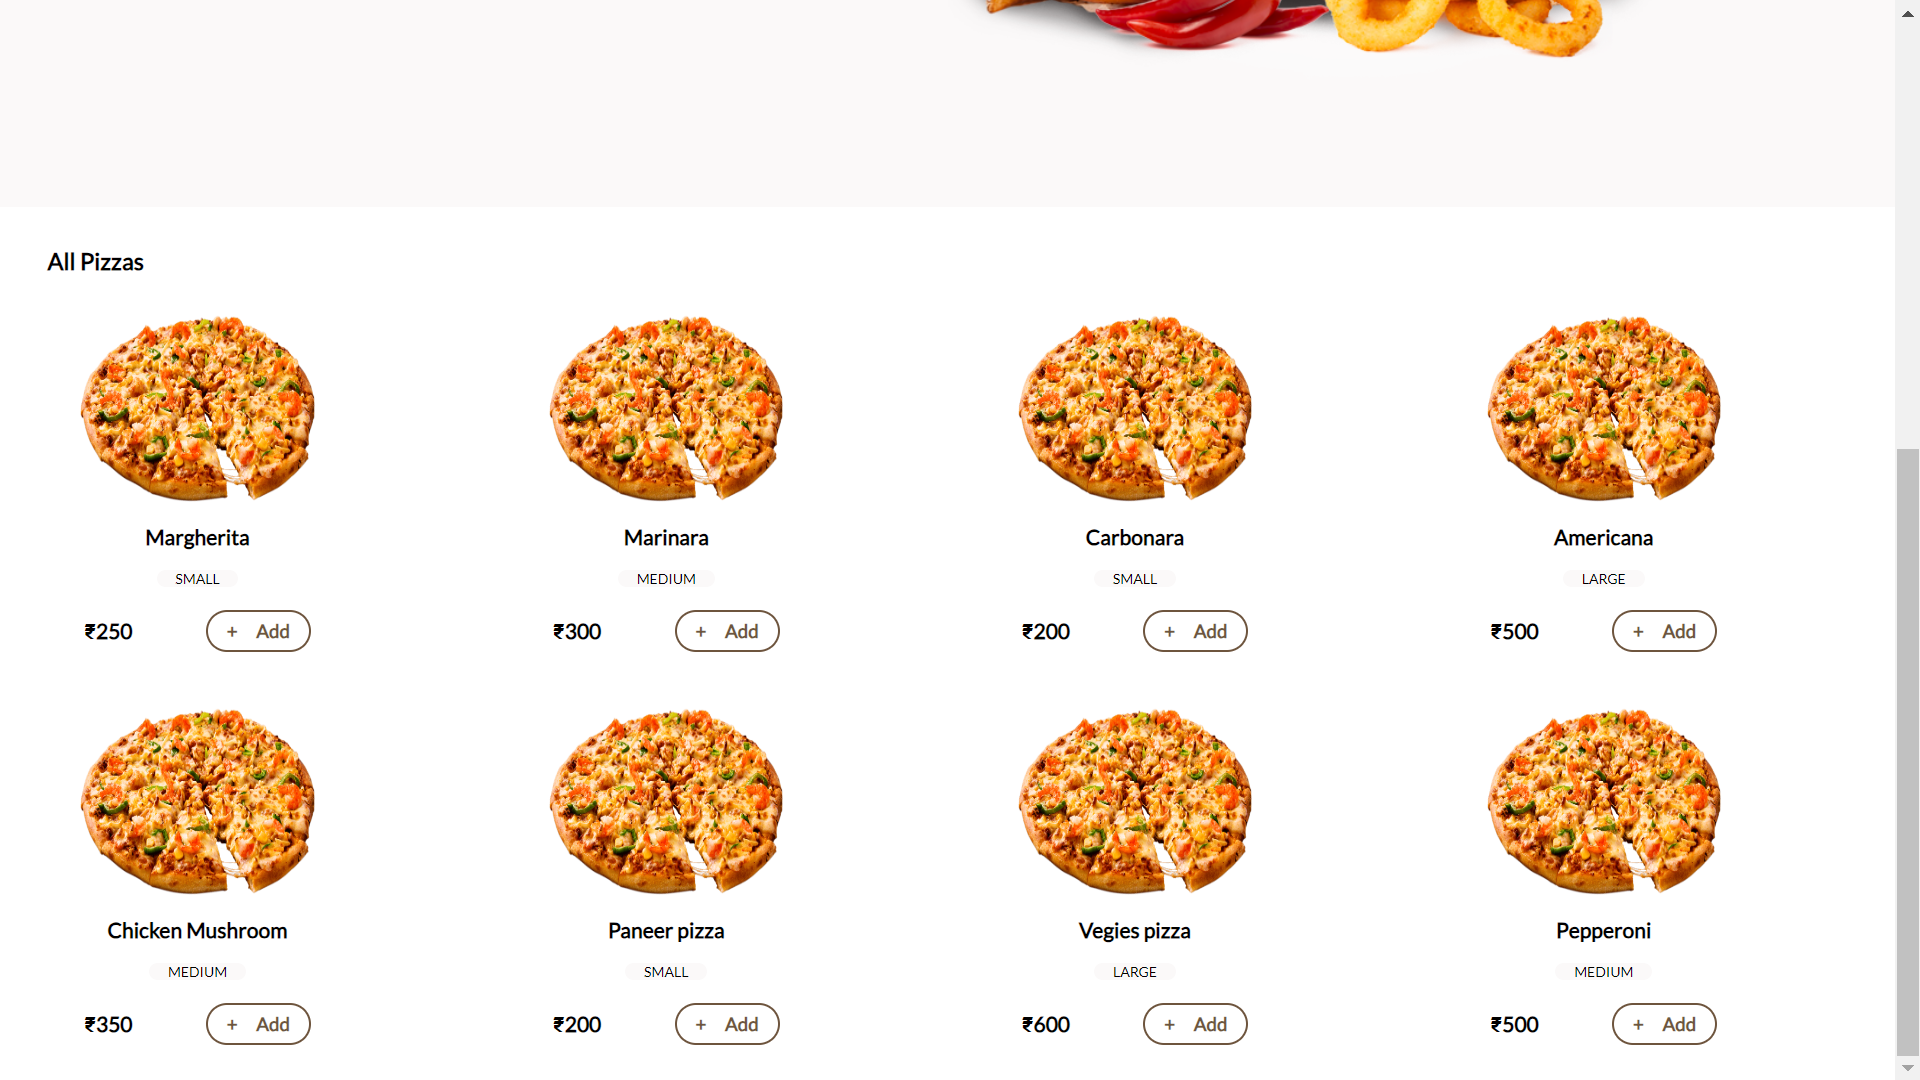 All Pizzas
Margherita
SMALL
₹250
+ Add
Marinara
MEDIUM
₹300
+ Add
Carbonara
SMALL
₹200
+ Add
Americana
LARGE
₹500
+ Add
Chicken Mushroom
MEDIUM
₹350
+ Add
Paneer pizza
SMALL
₹200
+ Add
Vegies pizza
LARGE
₹600
+ Add
Pepperoni
MEDIUM
₹500
+ Add